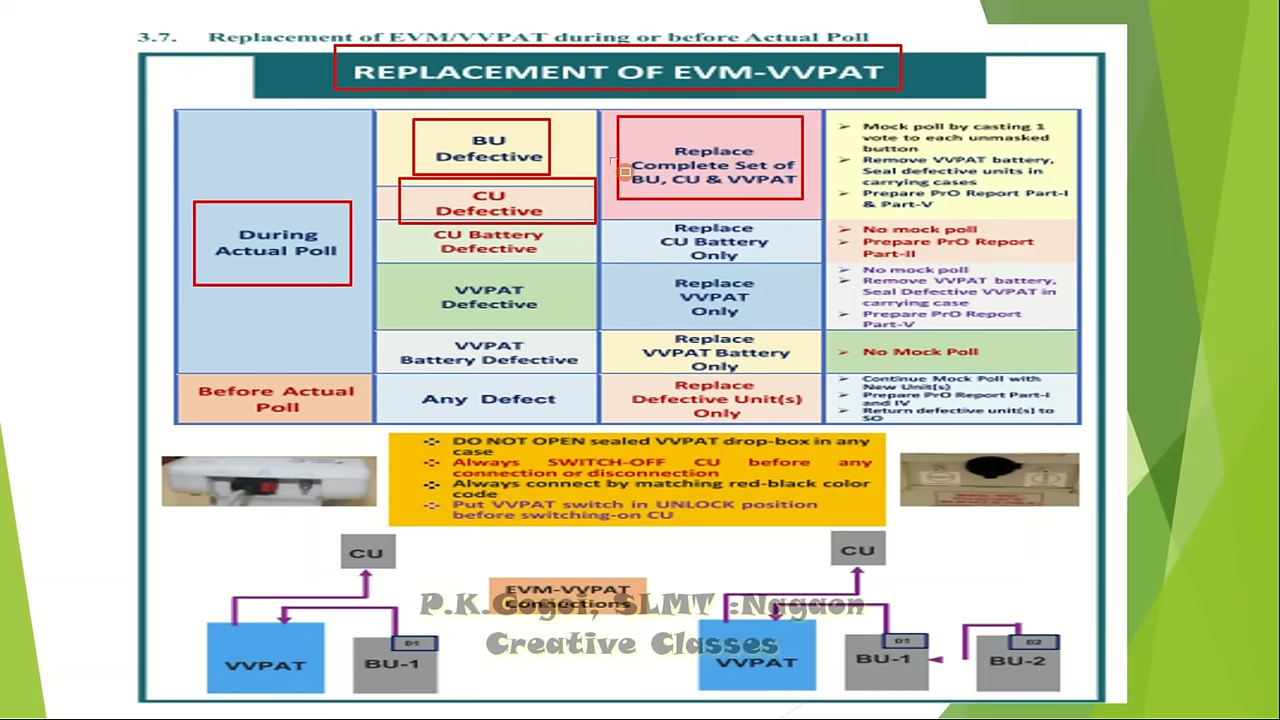 3.7. Replacement of EVM/VVPAT during or before Actual Poll
REPLACEMENT OF EVM-VVPAT
During
Actual Poll
BU
Defective
Replace
Complete Set of
BU, CU & VVPAT
Mock poll by casting 1
vote to each unmasked
button
Remove VVPAT battery,
Seal defective units in
carrying cases
Prepare PrO Report Part-I
& Part-V
CU
Defective
CU Battery
Defective
Replace
CU Battery
Only
No mock poll
Prepare PrO Report
Part-II
VVPAT
Defective
Replace
VVPAT
Only
No mock poll
Remove VVPAT battery,
Seal Defective VVPAT in
carrying case
Prepare PrO Report
Part-V
VVPAT
Battery Defective
Replace
VVPAT Battery
Only
No Mock Poll
Before Actual
Poll
Any Defect
Replace
Defective Unit(s)
Only
Continue Mock Poll with
New Unit(s)
Prepare PrO Report Part-I
and IV
Return defective unit(s) to
SO
DO NOT OPEN sealed VVPAT drop-box in any
case
Always SWITCH-OFF CU before any
connection or disconnection
Always connect by matching red-black color
code
Put VVPAT switch in UNLOCK position
before switching-on CU
CU
CU
EVM-VVPAT
Connections
P.K.Gogoi, SLMT :Nagaon
Creative Classes
VVPAT
D1
BU-1
VVPAT
D1
BU-1
D2
BU-2